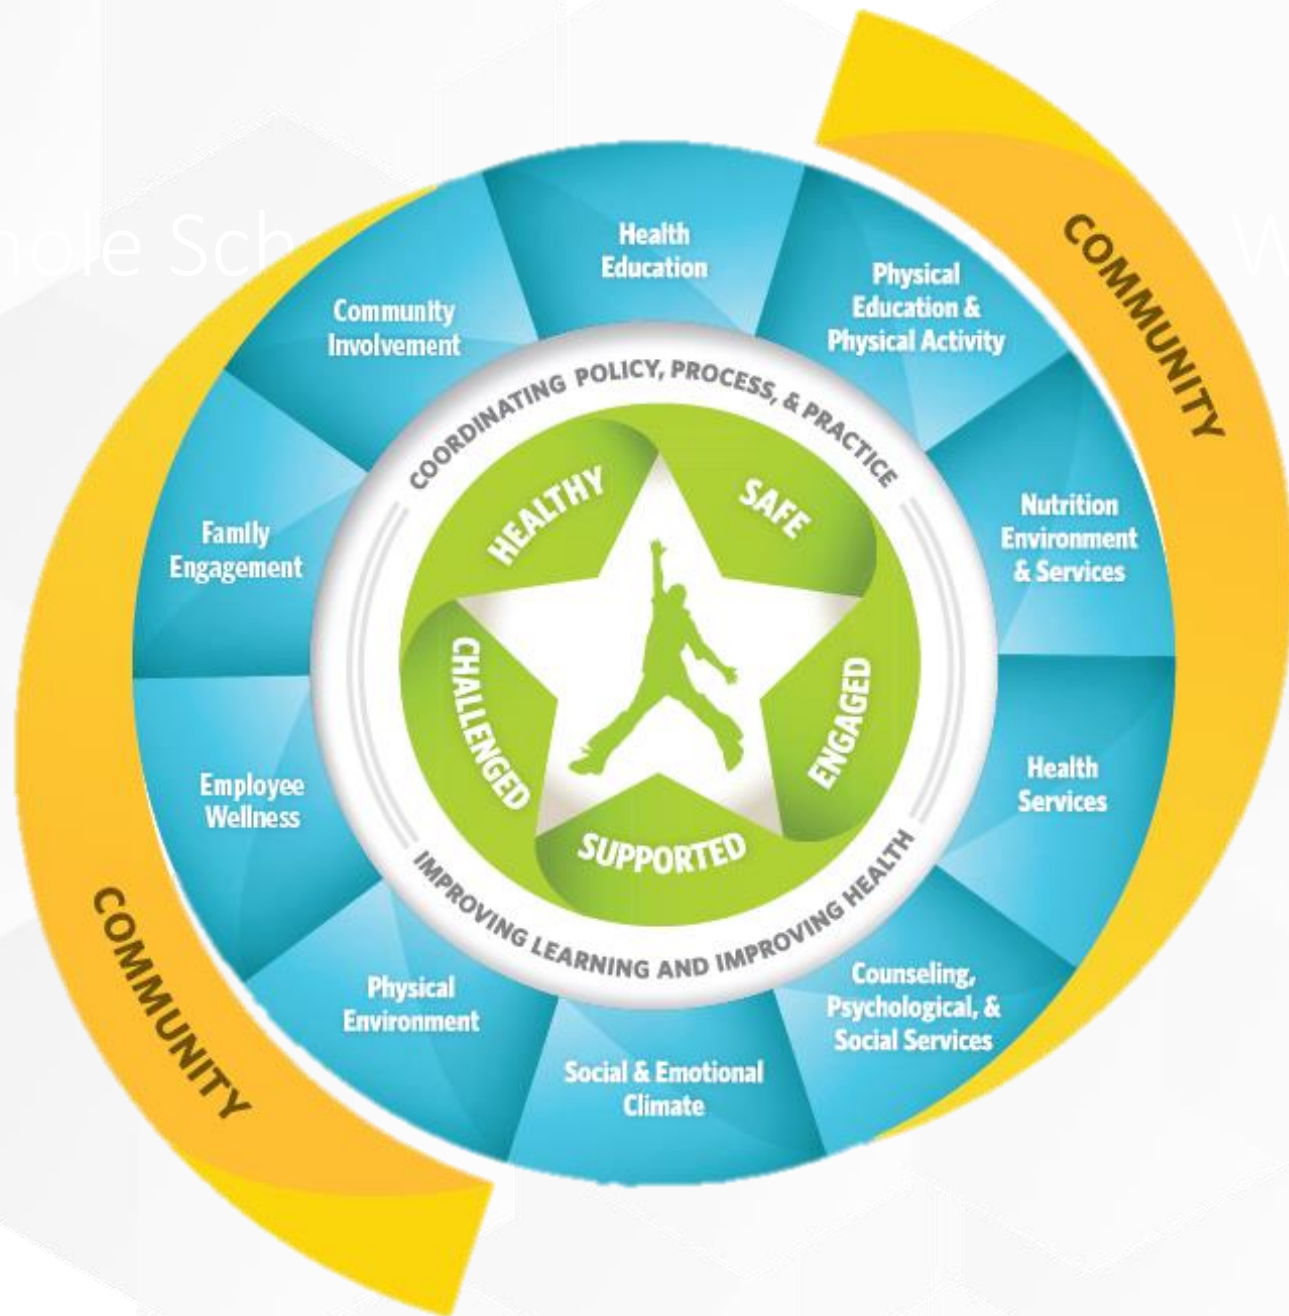 hole Sch
W
COMMUNITY
Health
Education
Physical
Education &
Physical Activity
Nutrition
Environment
& Services
Health
Services
Counseling,
Psychological, &
Social Services
Social & Emotional
Climate
Physical
Environment
Employee
Wellness
Family
Engagement
Community
Involvement
COORDINATING POLICY, PROCESS, & PRACTICE
IMPROVING LEARNING AND IMPROVING HEALTH
HEALTHY
SAFE
ENGAGED
SUPPORTED
CHALLENGED
COMMUNITY